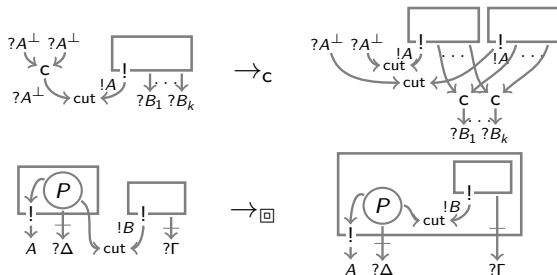 ?A⊥ ?A⊥ ?A⊥ ?A⊥
c ! !A ! !A ! · · ·
!A · · · →c cut · · ·
?A⊥ cut ?B1 ?Bk cut
c c
· · ·
?B1 ?Bk
P !
! ! P !B
!B →⊡ cut
A ?Δ cut ?Γ !
A ?Δ ?Γ